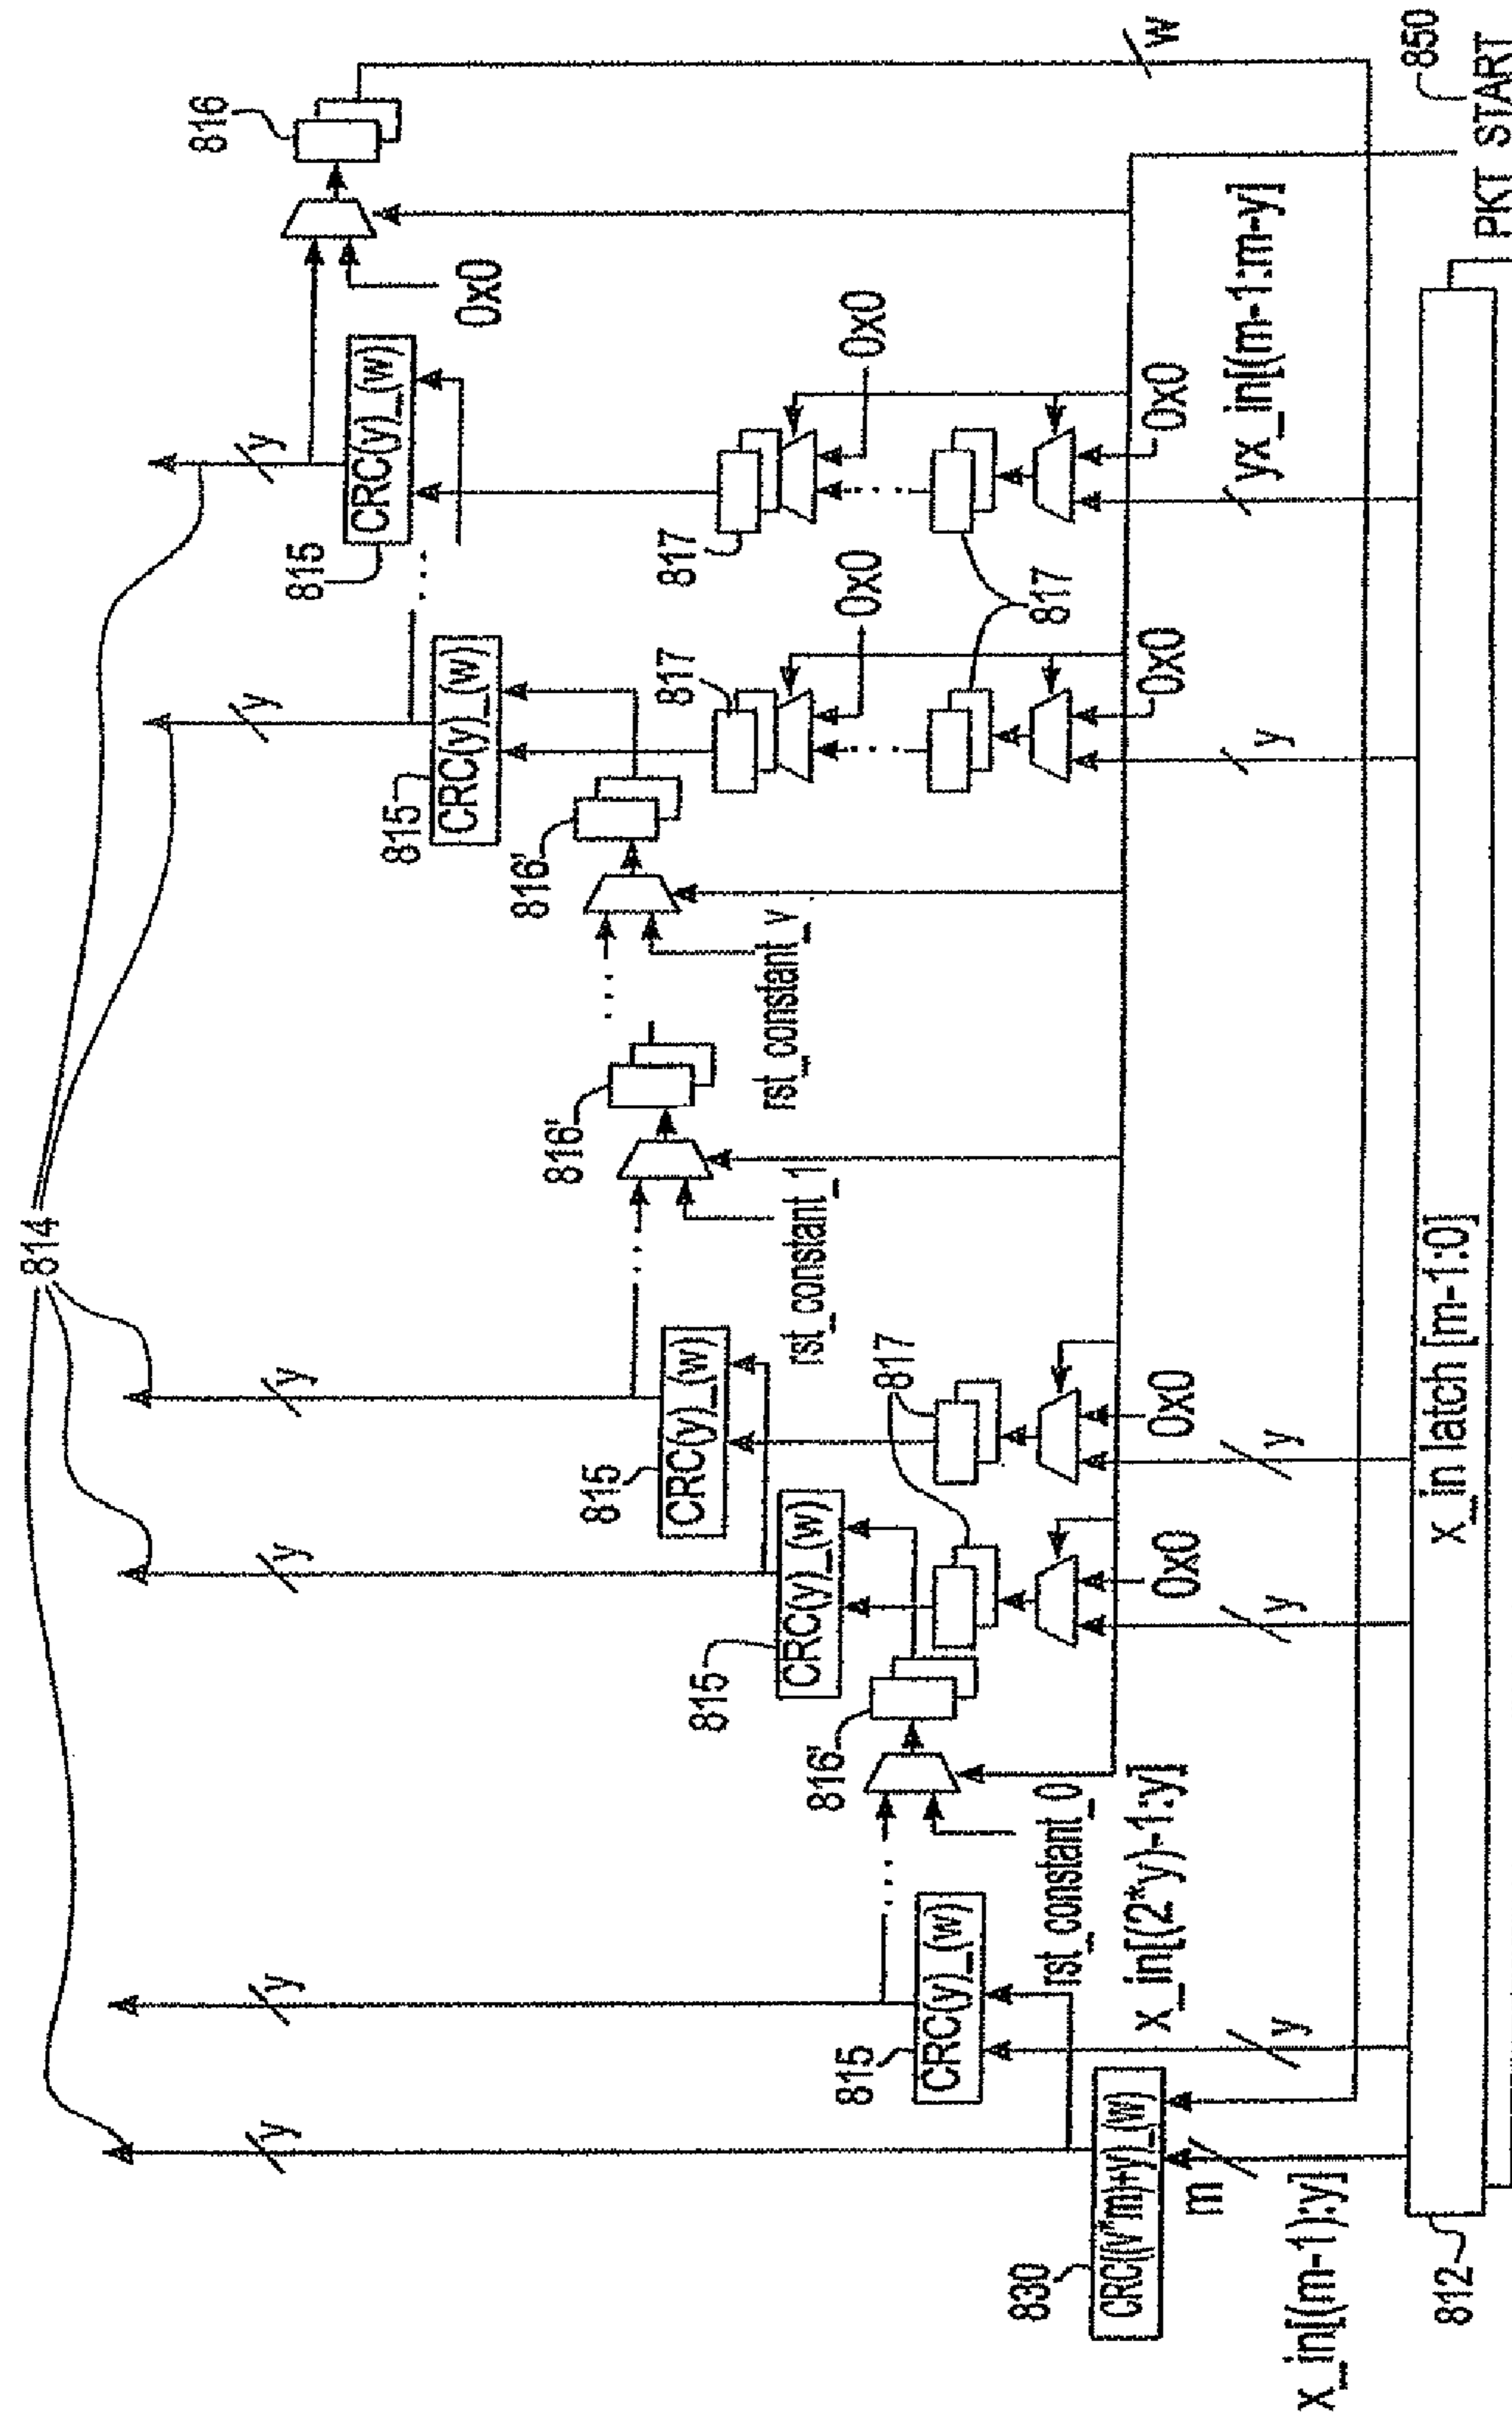 814
816
0x0
y
CRC(y)_(w)
815
w
850
PKT START
y
CRC(y)_(w)
815
816'
...
rst_constant_v
816'
rst_constant_1
...
817
0x0
817
0x0
817
0x0
0x0
yx_in[(m-1:m-y]
y
y
y
CRC(y)_(w)
815
y
CRC(y)_(w)
815
817
816'
...
rst_constant_0
0x0
0x0
y
y
y
CRC(y)_(w)
815
x_in[(2*y)-1:y]
y
y
CRC((v*m)+y)_(w)
830
m
x_in[(m-1):y]
x_in latch [m-1:0]
812